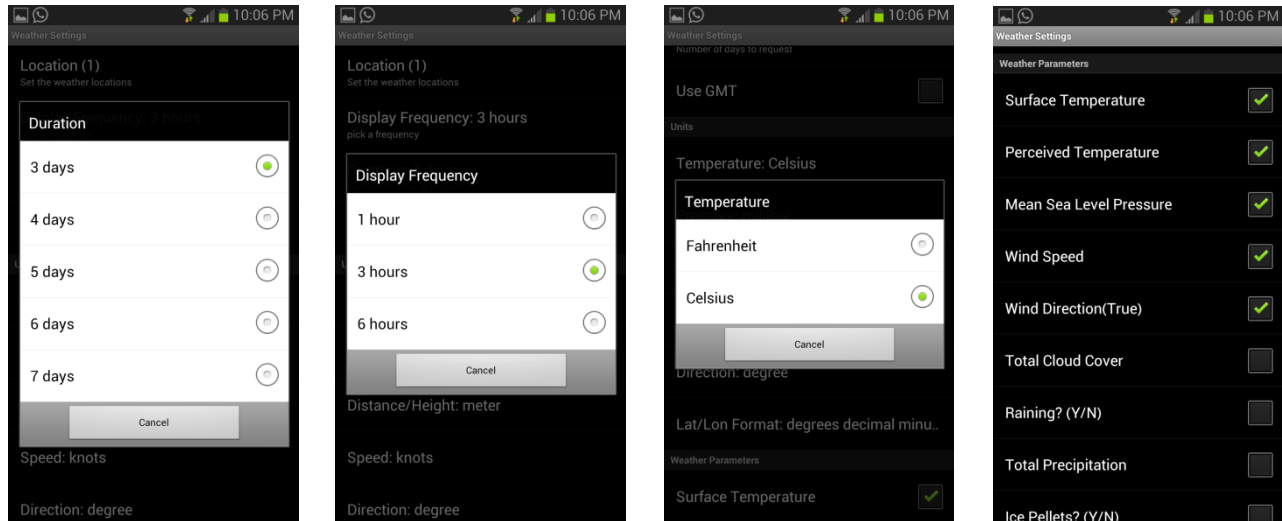 10:06 PM
Weather Settings
Location (1)
Set the weather locations
Frequency: 3 hours
Duration
3 days
4 days
5 days
6 days
7 days
Cancel
Speed: knots
Direction: degree
10:06 PM
Weather Settings
Location (1)
Set the weather locations
Display Frequency: 3 hours
pick a frequency
Display Frequency
1 hour
3 hours
6 hours
Cancel
Distance/Height: meter
Speed: knots
Direction: degree
10:06 PM
Weather Settings
Number of days to request
Use GMT
Units
Temperature: Celsius
Temperature
Fahrenheit
Celsius
Cancel
Direction: degree
Lat/Lon Format: degrees decimal minu..
Weather Parameters
Surface Temperature
10:06 PM
Weather Settings
Weather Parameters
Surface Temperature
Perceived Temperature
Mean Sea Level Pressure
Wind Speed
Wind Direction(True)
Total Cloud Cover
Raining? (Y/N)
Total Precipitation
Ice Pellets? (Y/N)